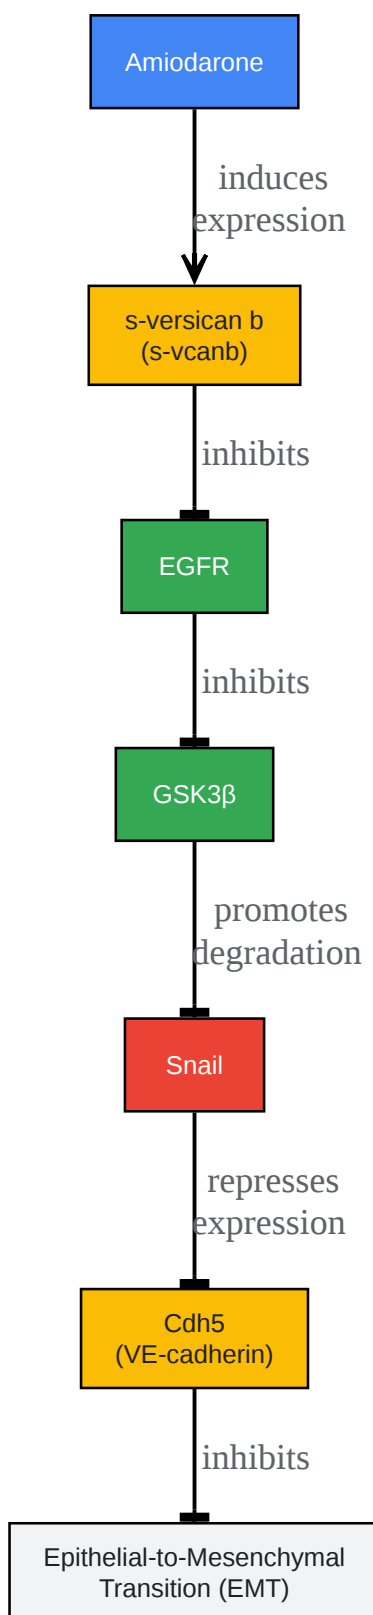 Amiodarone
induces
expression
s-versican b
(s-vcanb)
inhibits
EGFR
inhibits
GSK3β
promotes
degradation
Snail
represses
expression
Cdh5
(VE-cadherin)
inhibits
Epithelial-to-Mesenchymal
Transition (EMT)